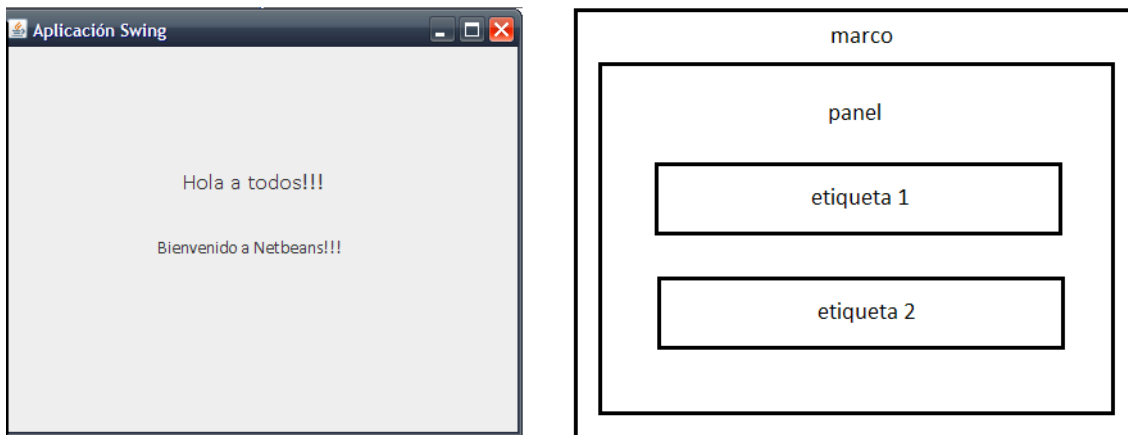 Aplicación Swing
Hola a todos!!!
Bienvenido a Netbeans!!!
marco
panel
etiqueta 1
etiqueta 2